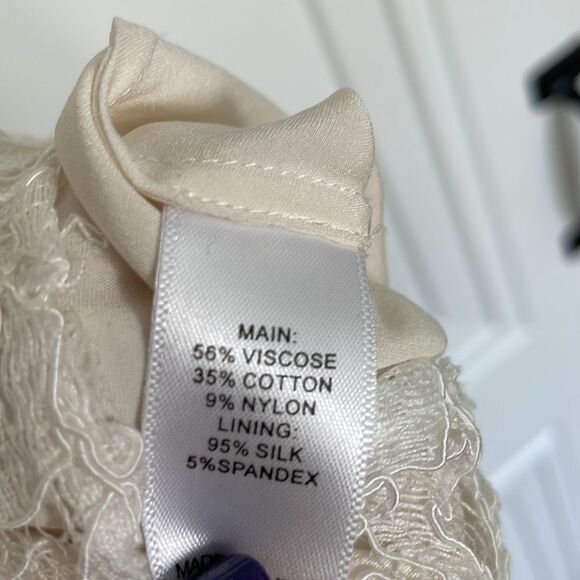 MAIN:
56% VISCOSE
35% COTTON
9% NYLON
LINING:
95% SILK
5%SPANDEX